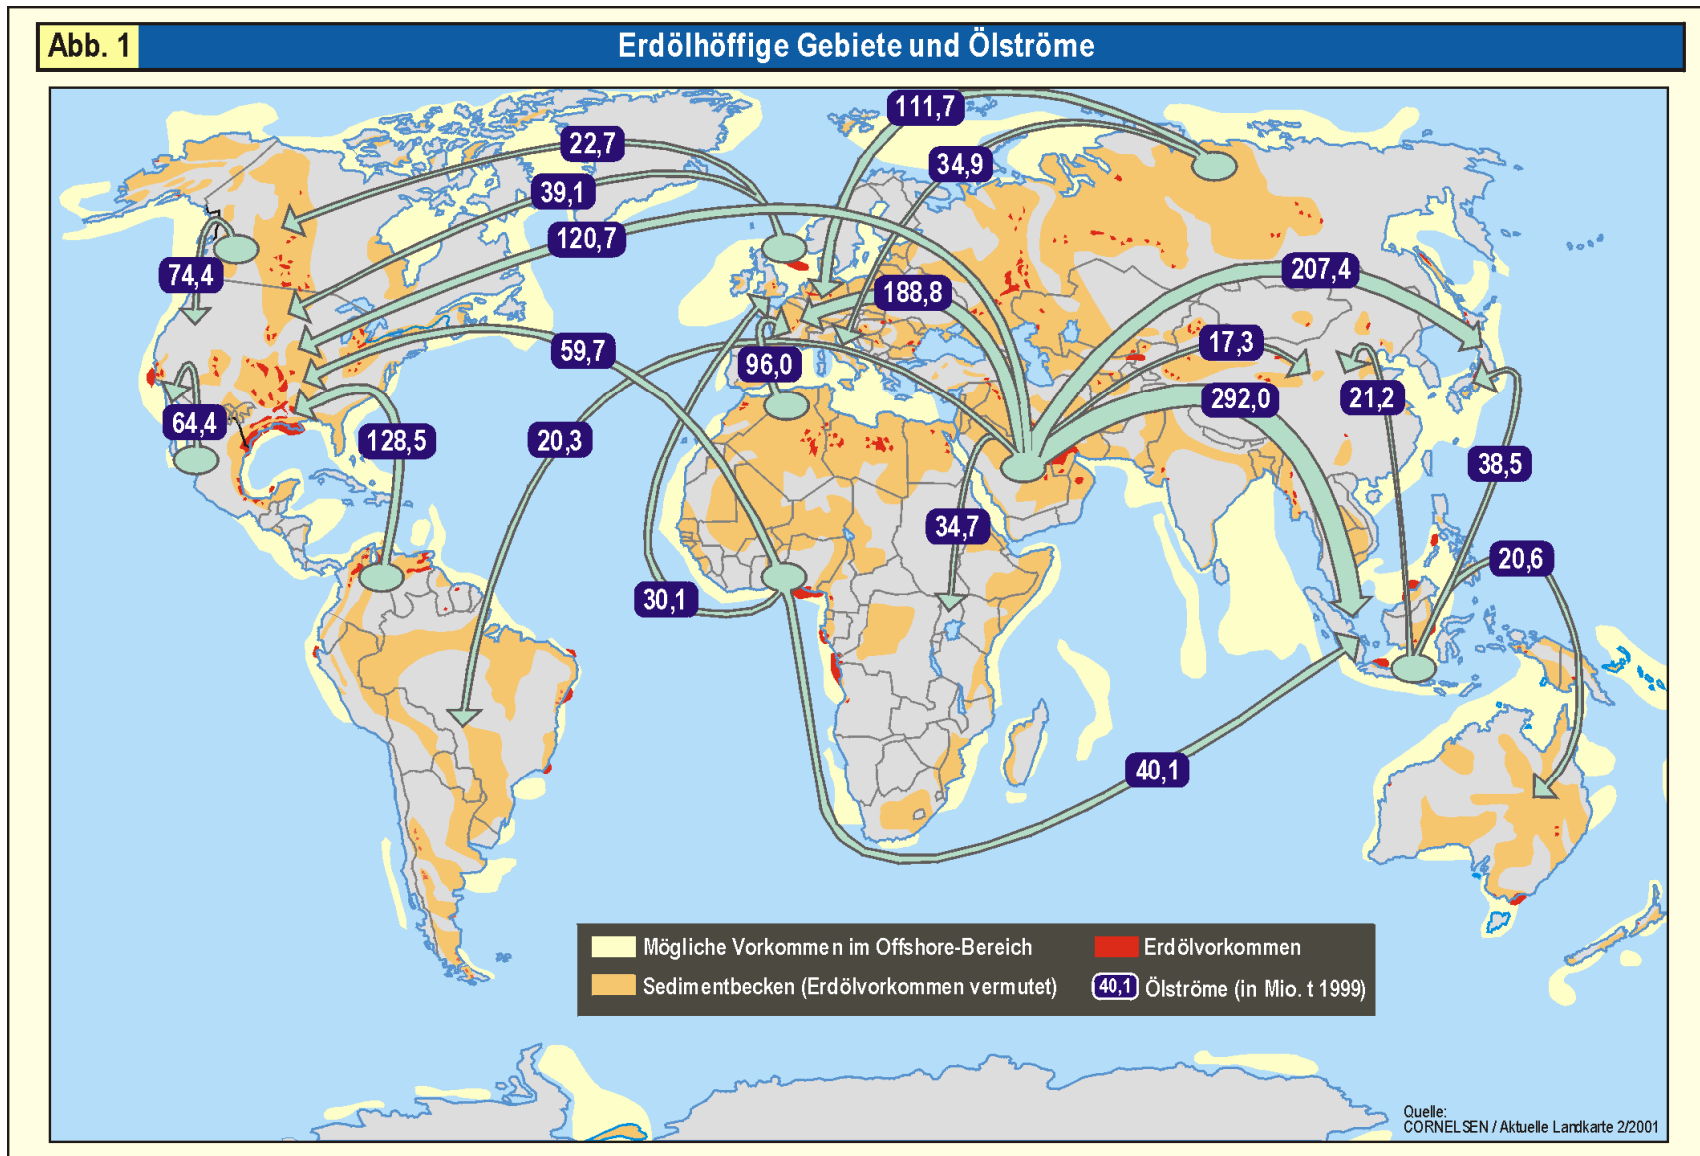 Abb. 1
Erdölhöffige Gebiete und Ölströme
111,7
22,7
34,9
39,1
120,7
74,4
207,4
188,8
17,3
59,7
96,0
292,0
21,2
64,4
128,5
20,3
38,5
34,7
20,6
30,1
40,1
Mögliche Vorkommen im Offshore-Bereich
Erdölvorkommen
Sedimentbecken (Erdölvorkommen vermutet)
40,1 Ölströme (in Mio. t 1999)
Quelle:
CORNELSEN / Aktuelle Landkarte 2/2001